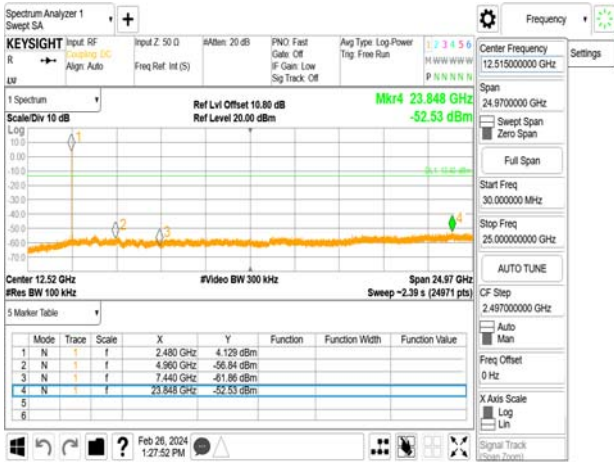 Spectrum Analyzer 1
Swept SA
+
Frequency
Settings
KEYSIGHT
R
Input: RF
Coupling: DC
Align: Auto
Input Z: 50 Ω
Freq Ref: Int (S)
#Atten: 20 dB
PNO: Fast
Gate: Off
IF Gain: Low
Sig Track: Off
Avg Type: Log-Power
Trig: Free Run
1 2 3 4 5 6
M W W W W W
P N N N N N
1 Spectrum
Scale/Div 10 dB
Ref Lvl Offset 10.80 dB
Ref Level 20.00 dBm
Mkr4 23.848 GHz
-52.53 dBm
Log
10.0
0.00
-10.0
-20.0
-30.0
-40.0
-50.0
-60.0
-70.0
1
2
3
4
Center 12.52 GHz
#Res BW 100 kHz
#Video BW 300 kHz
Span 24.97 GHz
Sweep ~2.39 s (24971 pts)
5 Marker Table
Mode Trace Scale X Y Function Function Width Function Value
1 N 1 f 2.480 GHz 4.129 dBm
2 N 1 f 4.960 GHz -56.84 dBm
3 N 1 f 7.440 GHz -61.86 dBm
4 N 1 f 23.848 GHz -52.53 dBm
5
6
Feb 26, 2024
1:27:52 PM
Center Frequency
12.515000000 GHz
Span
24.9700000 GHz
Swept Span
Zero Span
Full Span
Start Freq
30.000000 MHz
Stop Freq
25.000000000 GHz
AUTO TUNE
CF Step
2.497000000 GHz
Auto
Man
Freq Offset
0 Hz
X Axis Scale
Log
Lin
Signal Track
(Span Zoom)